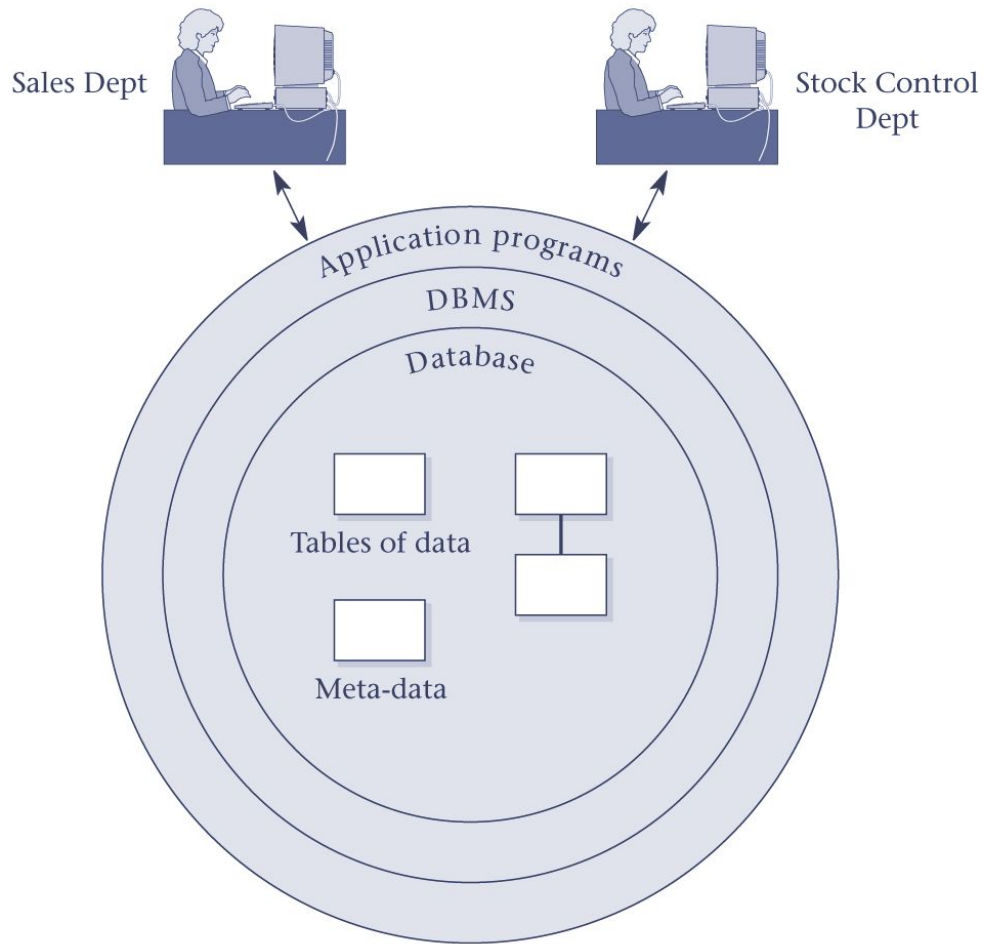 Sales Dept
Stock Control
Dept
Application programs
DBMS
Database
Tables of data
Meta-data